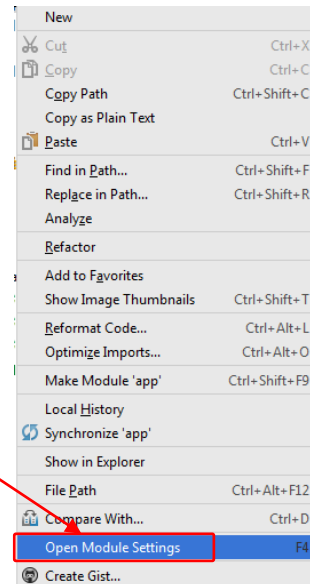 New
Cut Ctrl+X
Copy Ctrl+C
Copy Path Ctrl+Shift+C
Copy as Plain Text
Paste Ctrl+V
Find in Path... Ctrl+Shift+F
Replace in Path... Ctrl+Shift+R
Analyze
Refactor
Add to Favorites
Show Image Thumbnails Ctrl+Shift+T
Reformat Code... Ctrl+Alt+L
Optimize Imports... Ctrl+Alt+O
Make Module 'app' Ctrl+Shift+F9
Local History
Synchronize 'app'
Show in Explorer
File Path Ctrl+Alt+F12
Compare With... Ctrl+D
Open Module Settings F4
Create Gist...